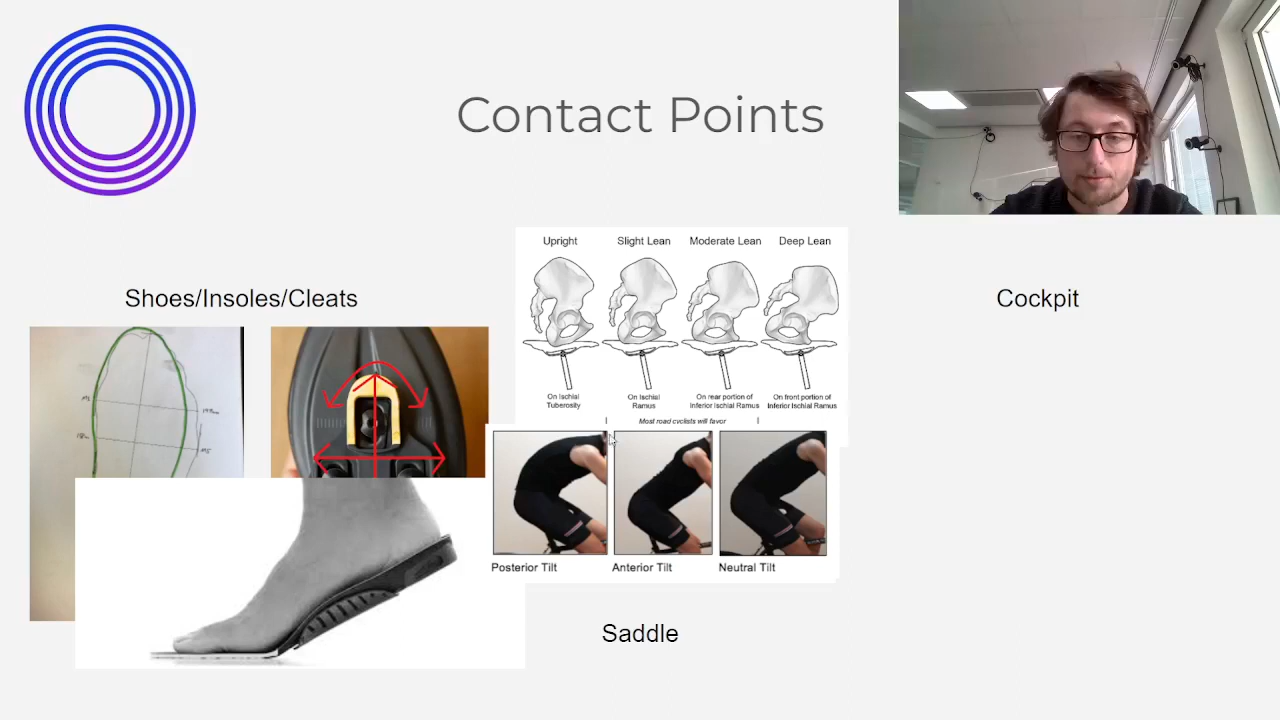 Contact Points
Shoes/Insoles/Cleats
Upright
Slight Lean
Moderate Lean
Deep Lean
On Ischial
Tuberosity
On Ischial
Ramus
On rear portion of
Inferior Ischial Ramus
On front portion of
Inferior Ischial Ramus
Most road cyclists will favor
Posterior Tilt
Anterior Tilt
Neutral Tilt
Saddle
Cockpit